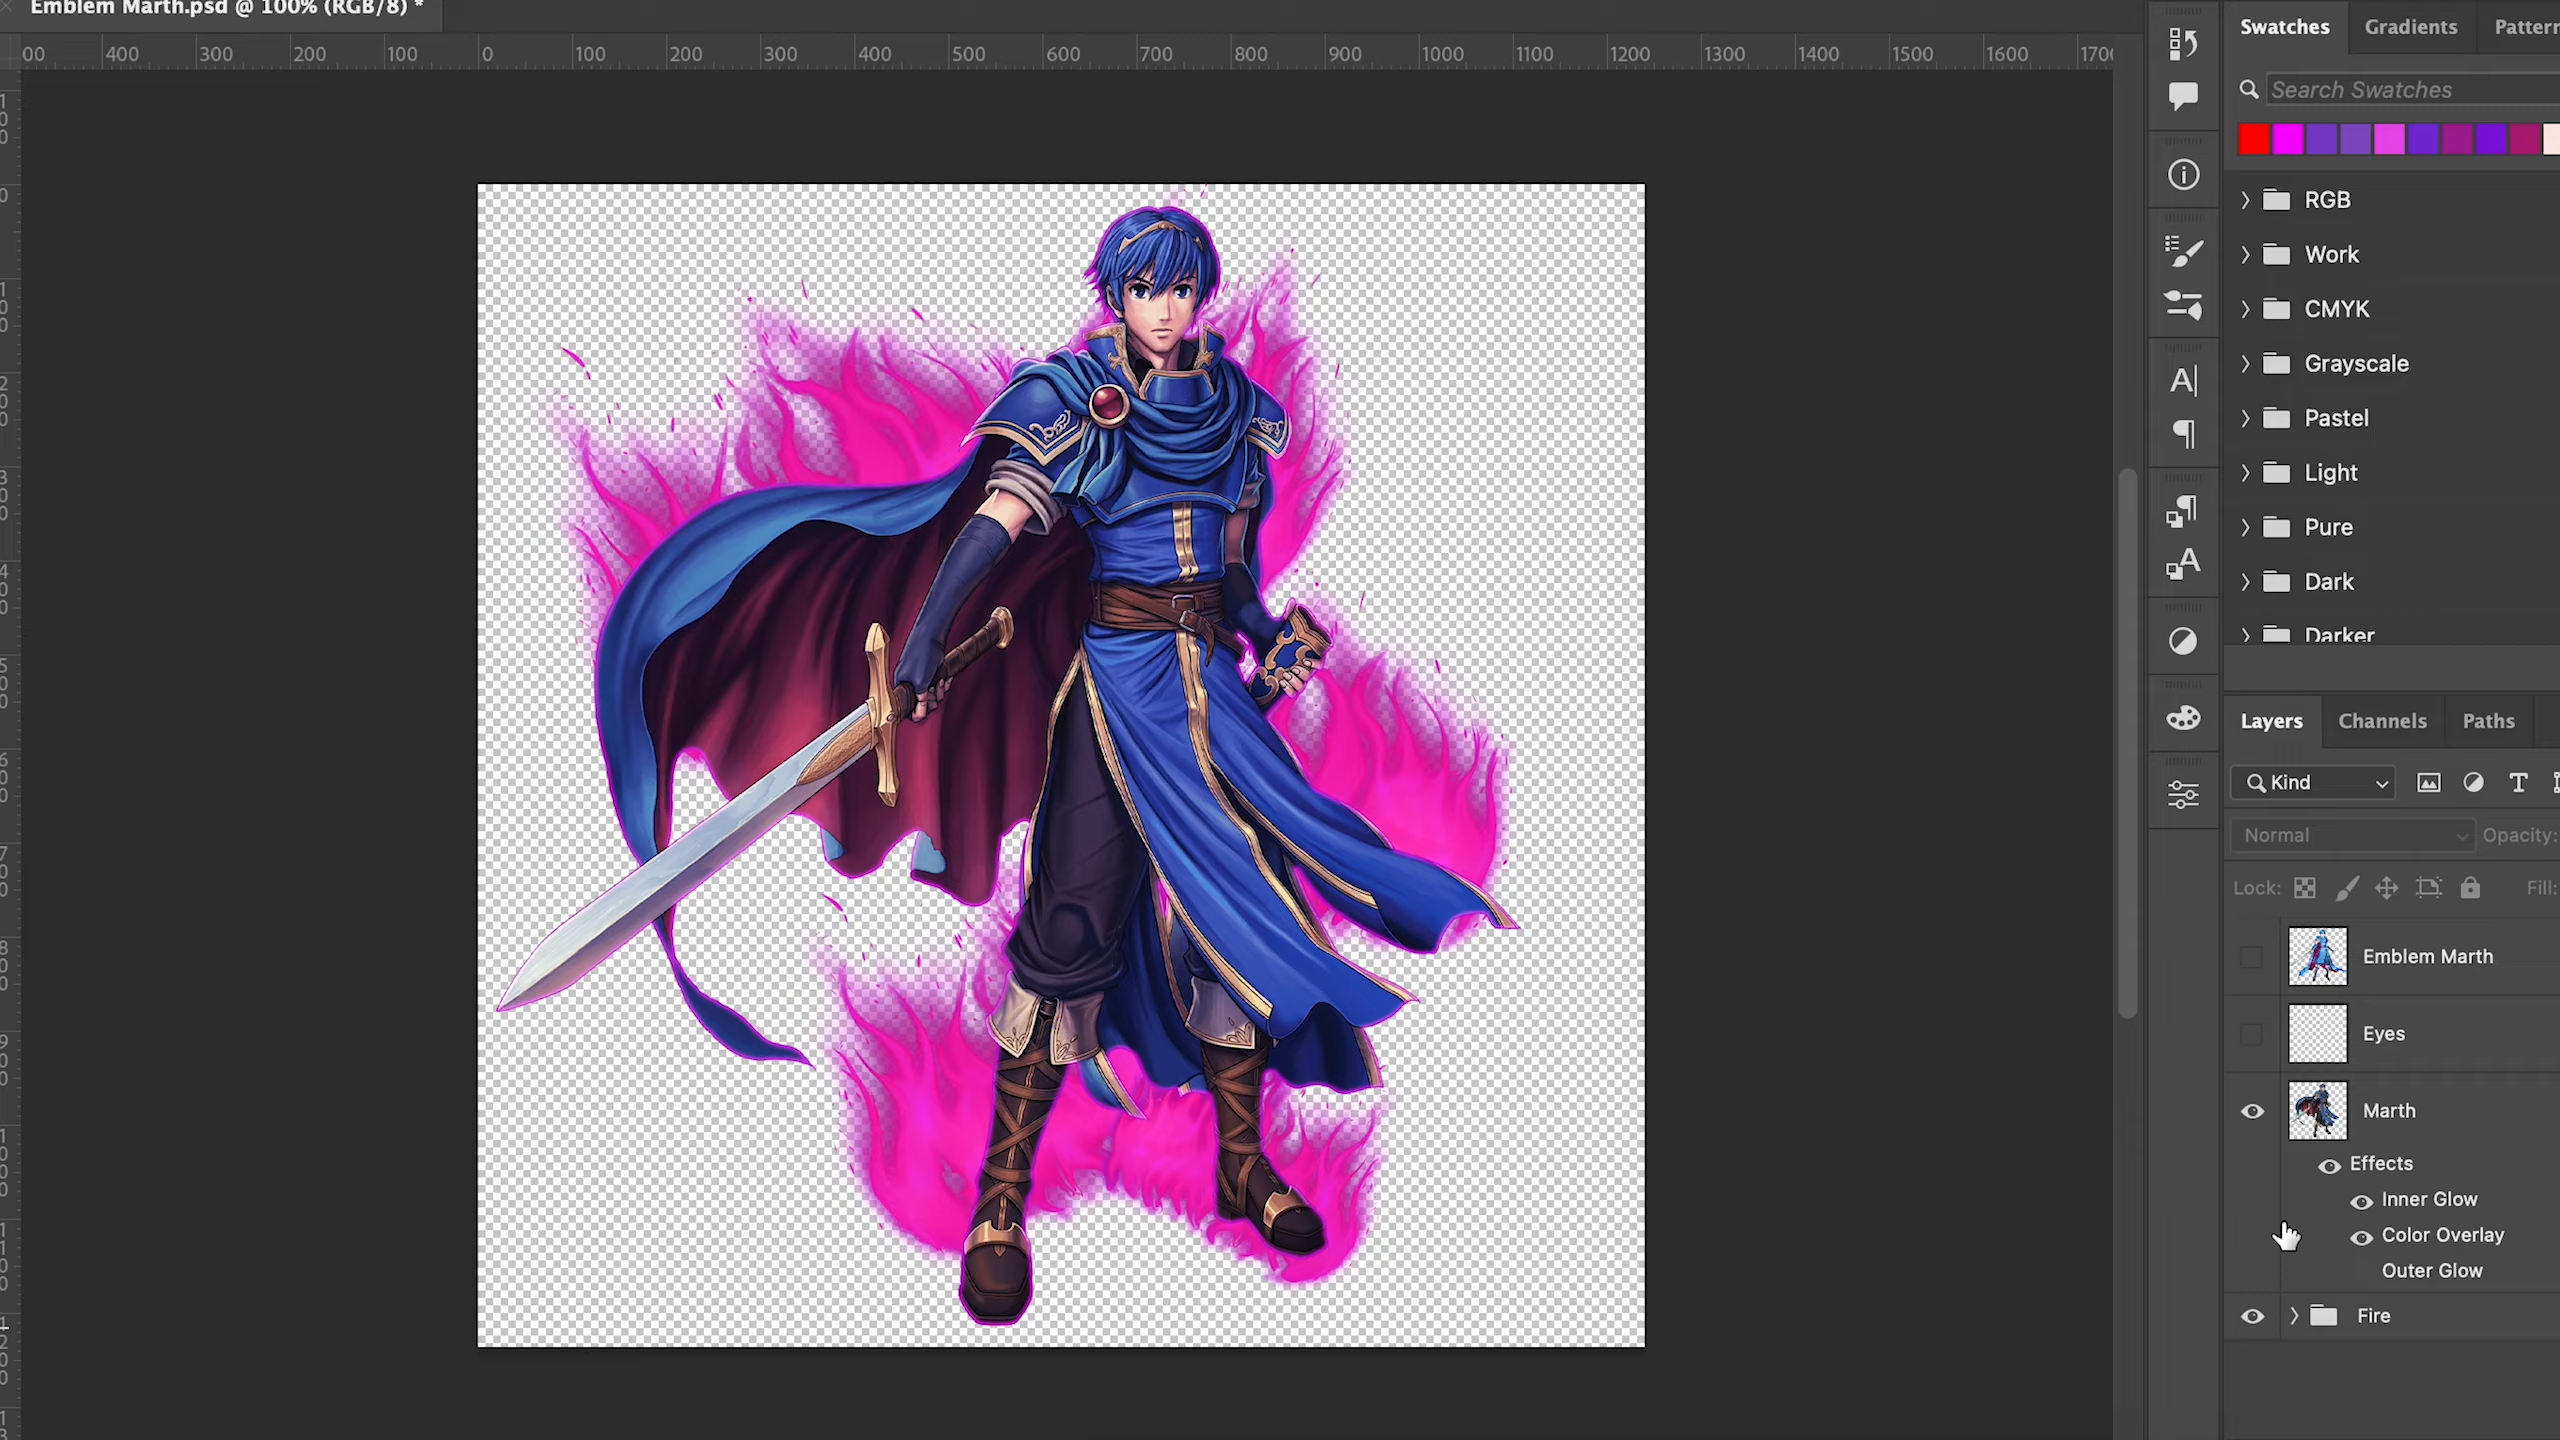 Emblem Marth.psd @ 100% (RGB/8) *
00 400 300 200 100 0 100 200 300 400 500 600 700 800 900 1000 1100 1200 1300 1400 1500 1600 1700
Swatches Gradients Pattern
Search Swatches
RGB
Work
CMYK
Grayscale
Pastel
Light
Pure
Dark
Darker
Layers Channels Paths
Kind
Normal Opacity:
Lock: Fill:
Emblem Marth
Eyes
Marth
Effects
Inner Glow
Color Overlay
Outer Glow
Fire